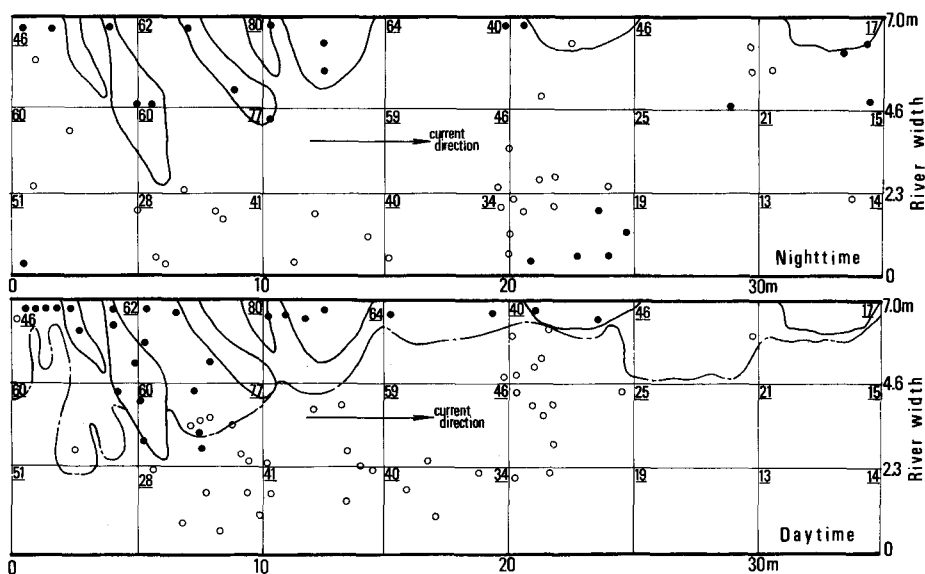 46 62 80 64 40 46 17 7.0m
60 60 77 59 46 25 21 15 4.6
current direction
51 28 41 40 34 19 13 14 2.3
Nighttime
0 10 20 30m 0
River width
46 62 80 64 40 46 17 7.0m
60 60 77 59 46 25 21 15 4.6
current direction
51 28 41 40 34 19 13 14 2.3
Daytime
0 10 20 30m 0
River width